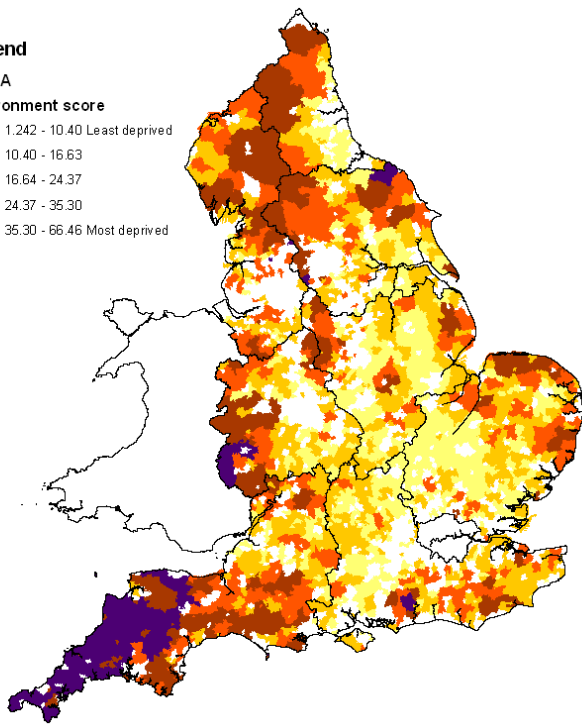 end
A
onment score
1.242 - 10.40 Least deprived
10.40 - 16.63
16.64 - 24.37
24.37 - 35.30
35.30 - 66.46 Most deprived